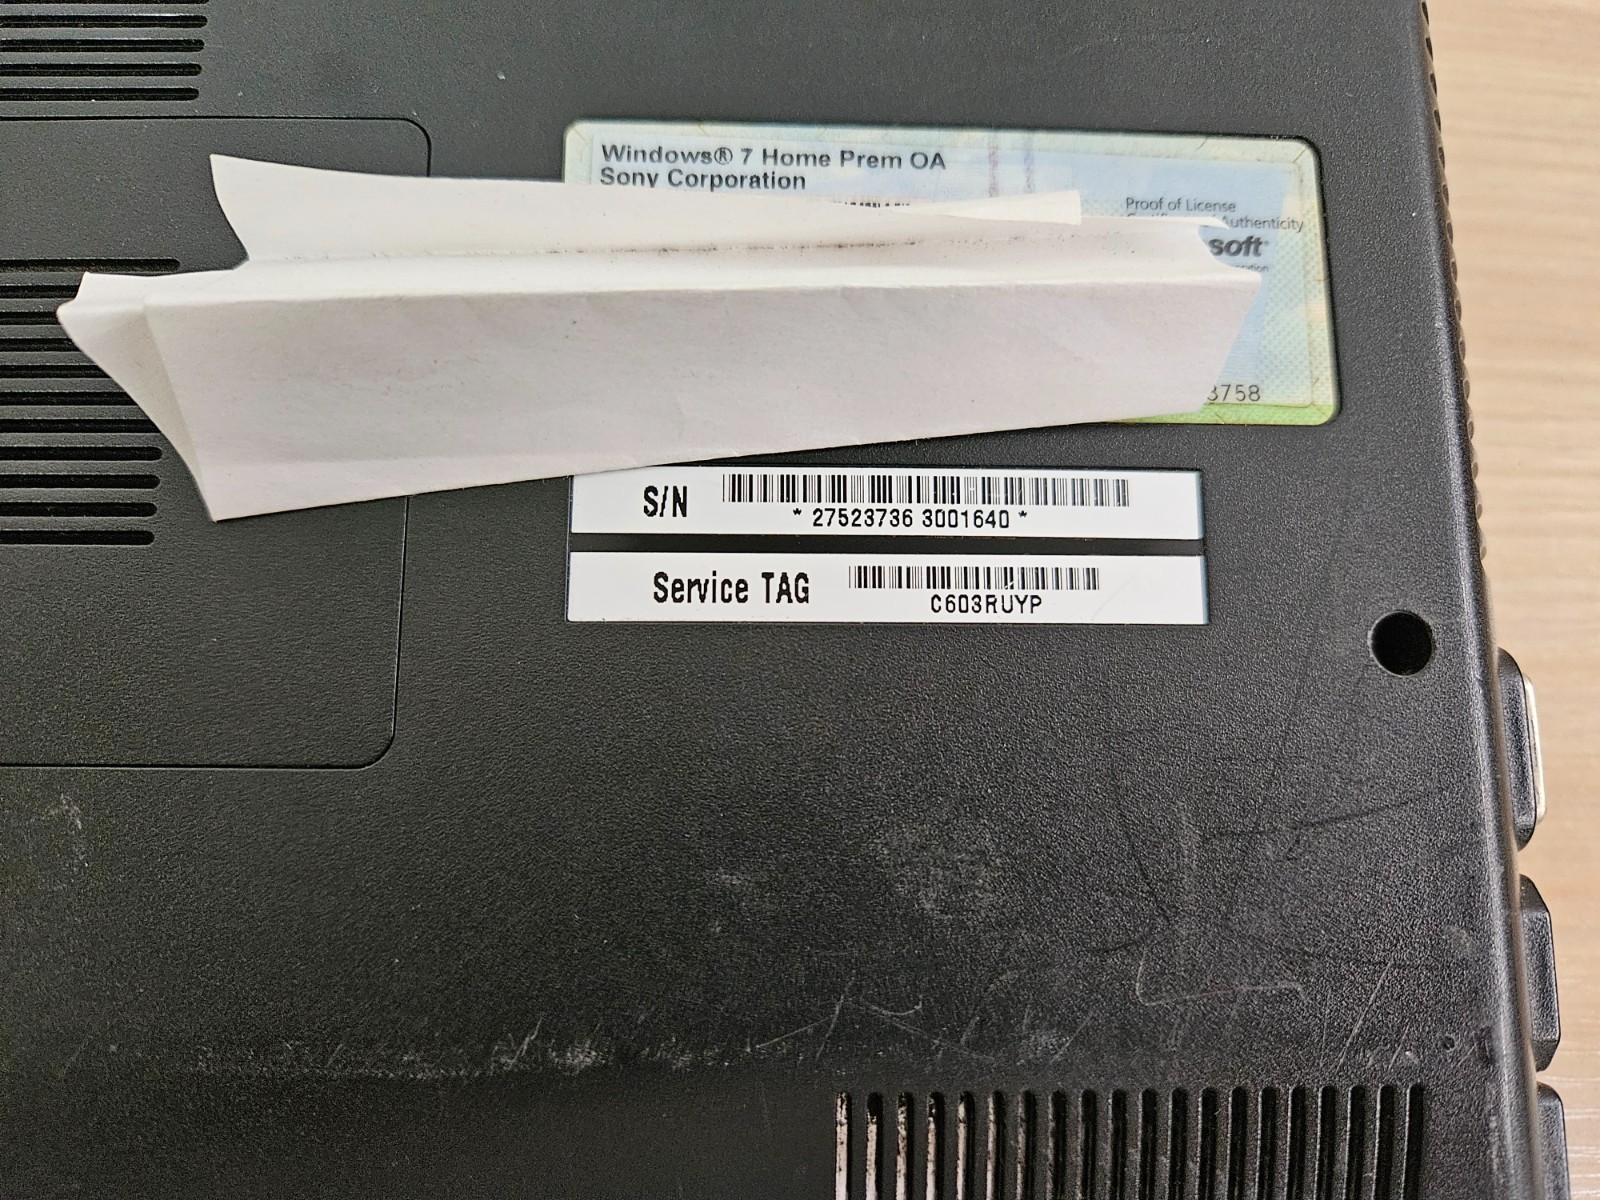 Windows® 7 Home Prem OA
Sony Corporation
Proof of License
Authenticity
soft
3758
S/N
* 27523736 3001640 *
Service TAG
C603RUYP